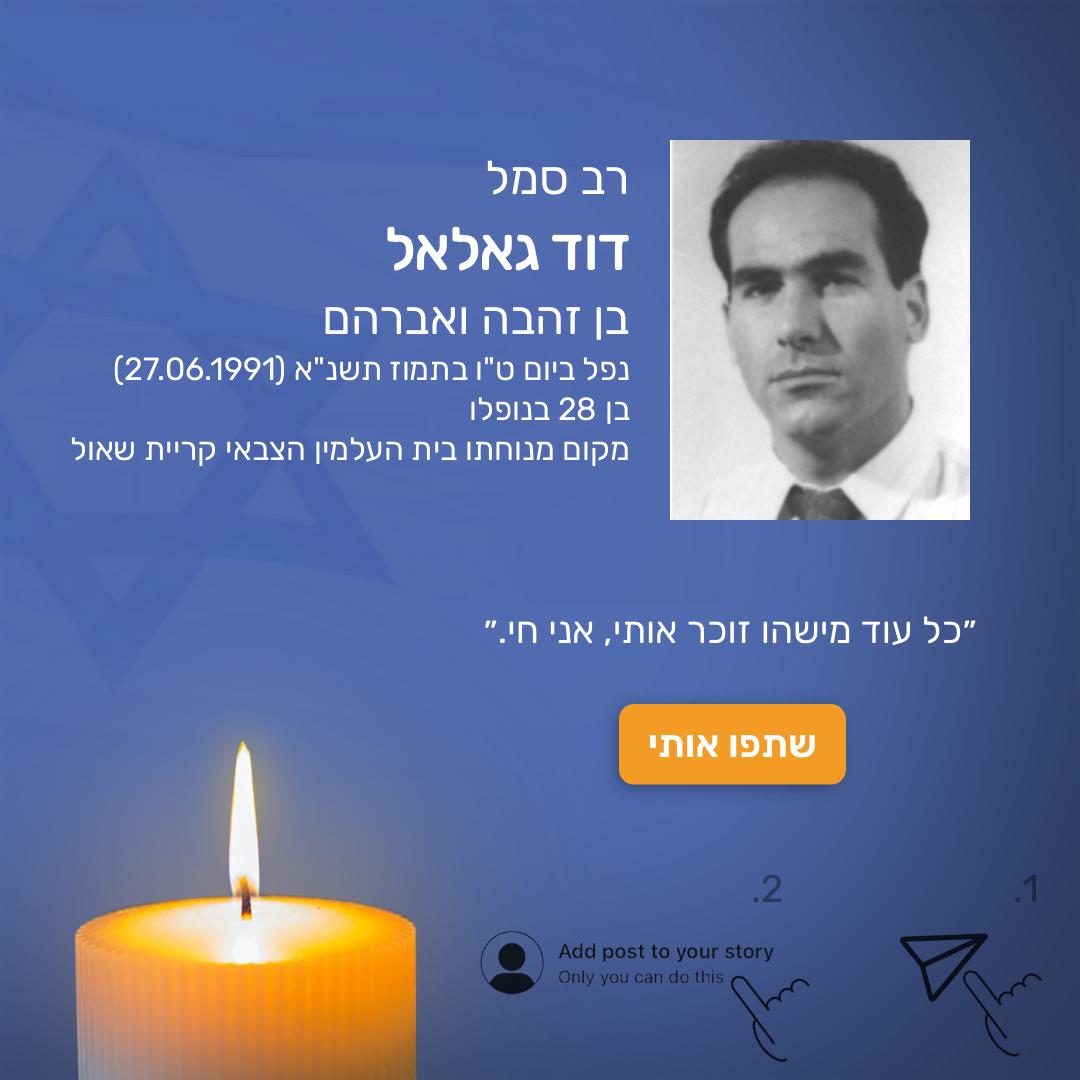 רב סמל
דוד גאלאל
בן זהבה ואברהם
נפל ביום ט"ו בתמוז תשנ"א (27.06.1991)
בן 28 בנופלו
מקום מנוחתו בית העלמין הצבאי קריית שאול
״כל עוד מישהו זוכר אותי, אני חי.״
שתפו אותי
.1
.2
Add post to your story
Only you can do this